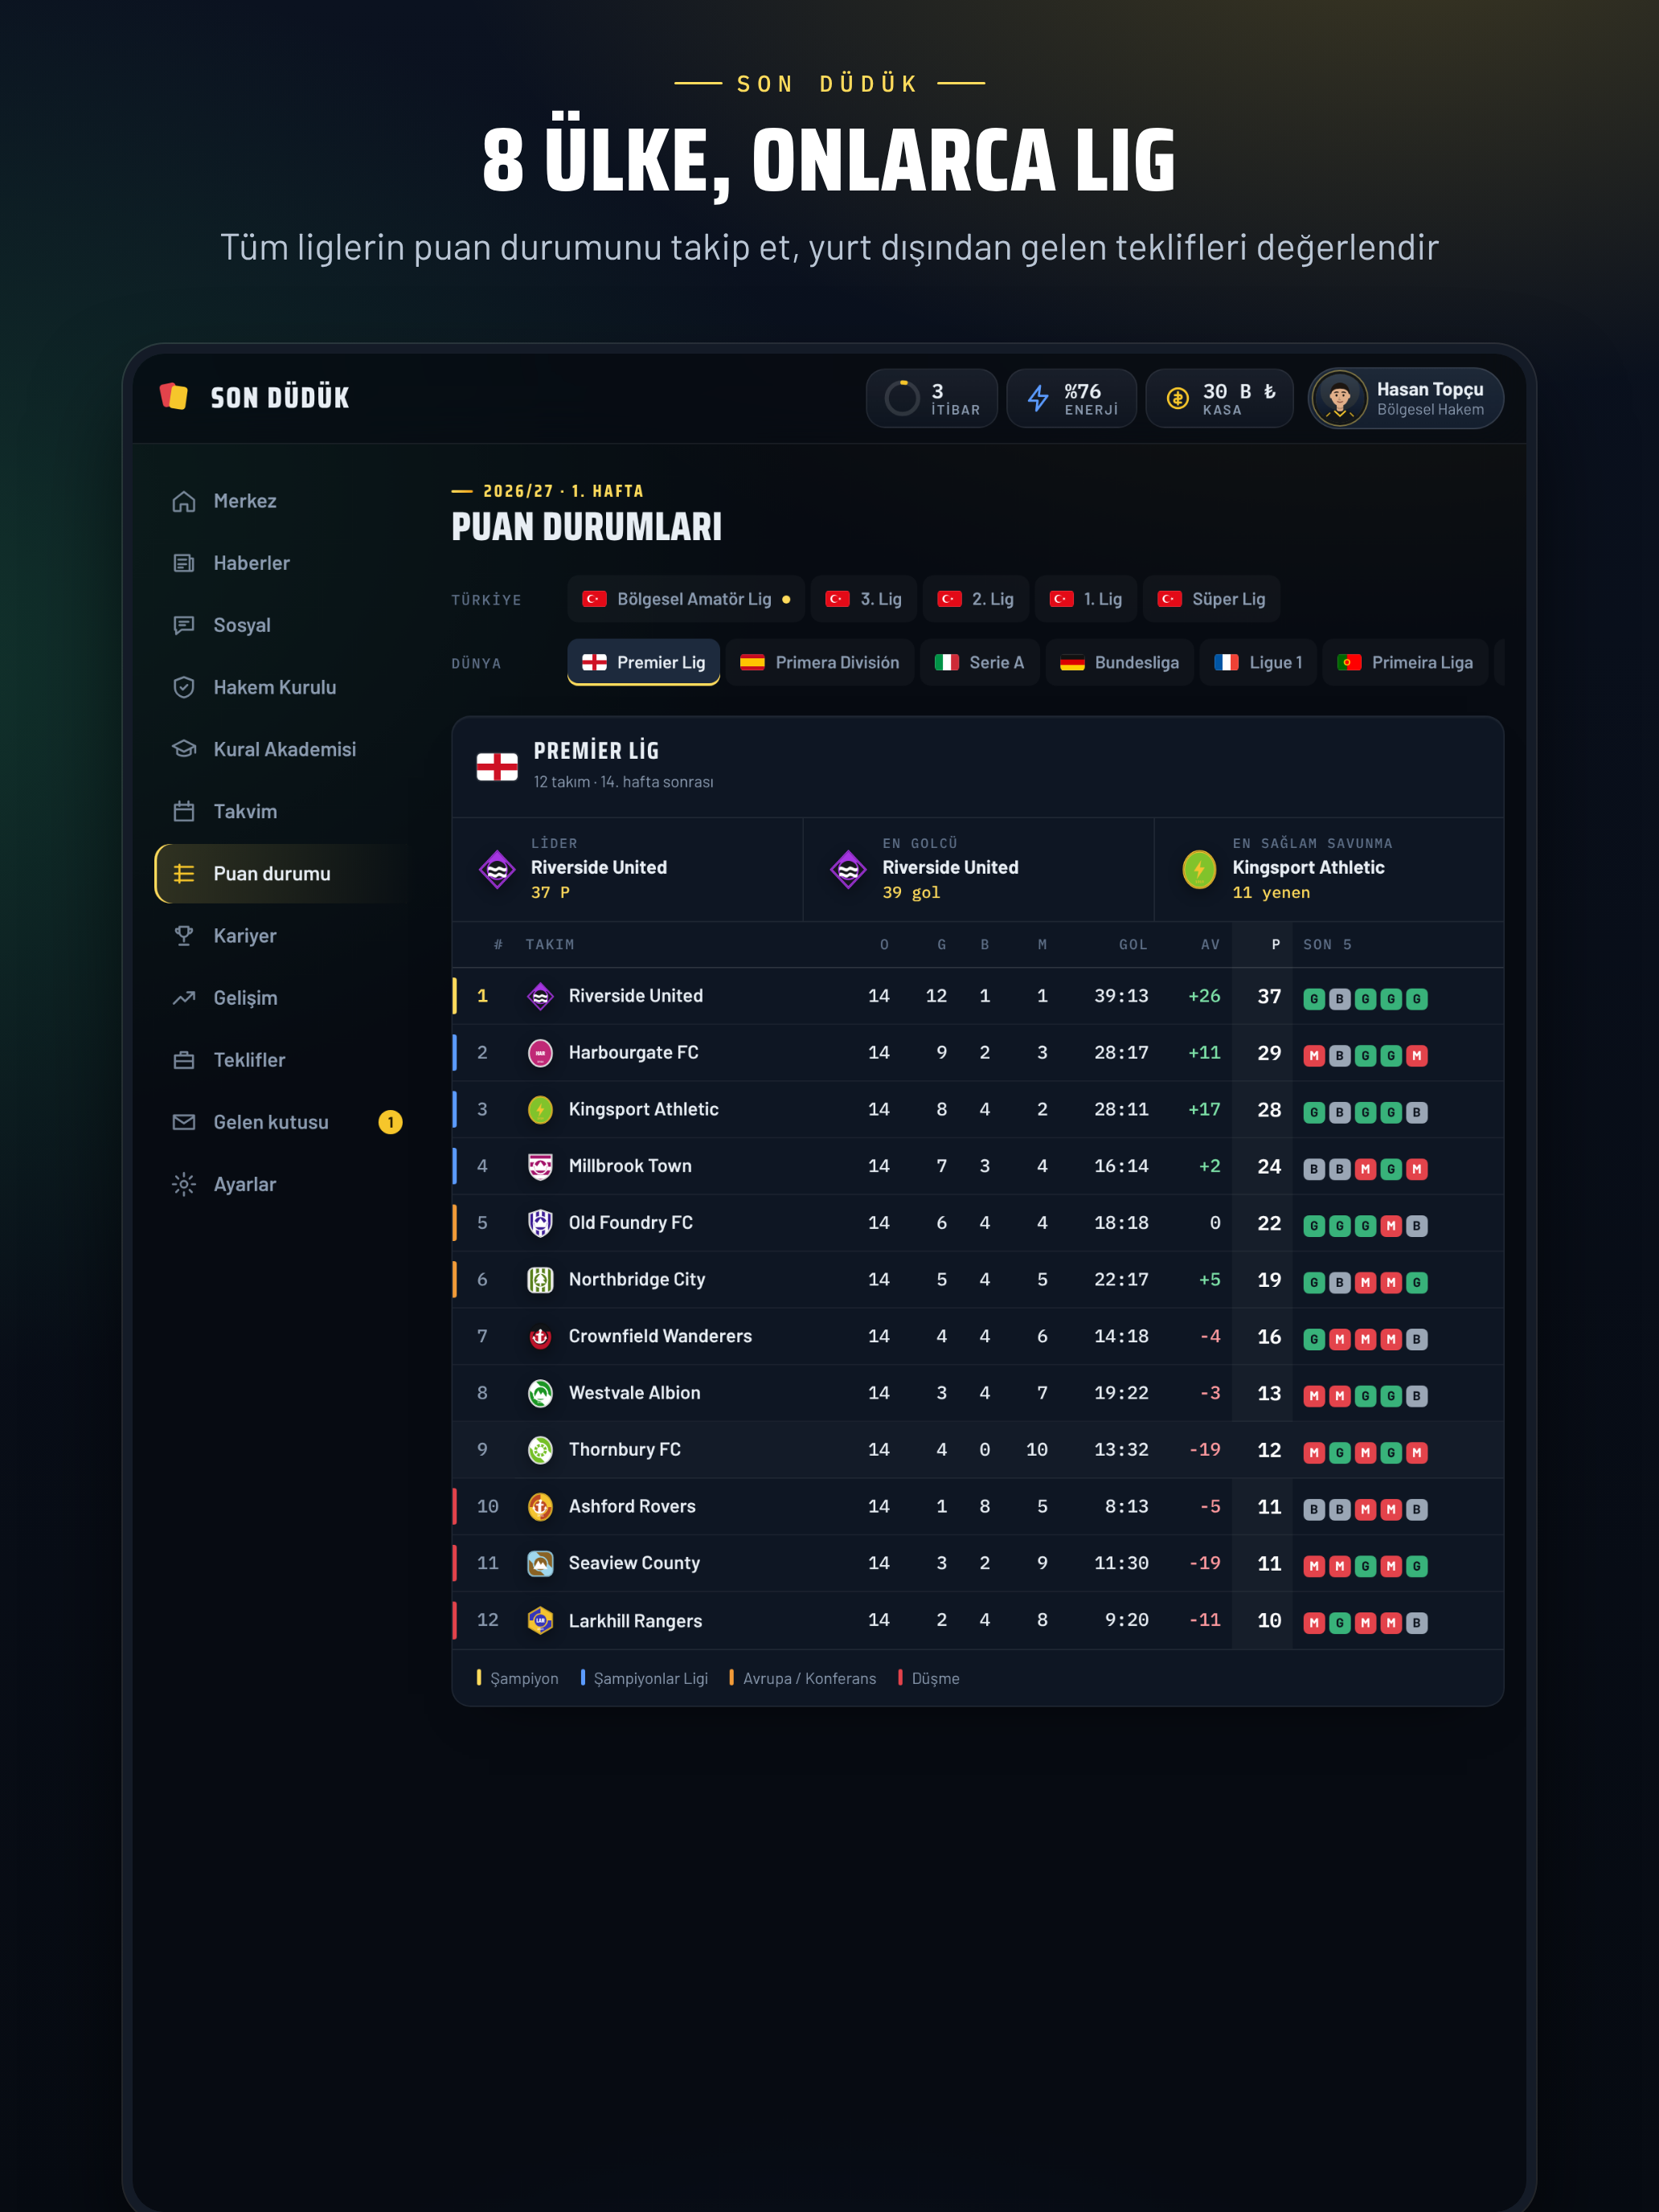 SON DÜDÜK
8 ÜLKE, ONLARCA LIG
Tüm liglerin puan durumunu takip et, yurt dışından gelen teklifleri değerlendir
SON DÜDÜK
3 İTİBAR
%76 ENERJİ
30 B ₺ KASA
Hasan Topçu
Bölgesel Hakem
Merkez
Haberler
Sosyal
Hakem Kurulu
Kural Akademisi
Takvim
Puan durumu
Kariyer
Gelişim
Teklifler
Gelen kutusu 1
Ayarlar
2026/27 · 1. HAFTA
PUAN DURUMLARI
TÜRKİYE Bölgesel Amatör Lig 3. Lig 2. Lig 1. Lig Süper Lig
DÜNYA Premier Lig Primera División Serie A Bundesliga Ligue 1 Primeira Liga
PREMİER LİG
12 takım · 14. hafta sonrası
LİDER
Riverside United
37 P
EN GOLCÜ
Riverside United
39 gol
EN SAĞLAM SAVUNMA
Kingsport Athletic
11 yenen
# TAKIM O G B M GOL AV P SON 5
1 Riverside United 14 12 1 1 39:13 +26 37 G B G G G
2 HAR Harbourgate FC 14 9 2 3 28:17 +11 29 M B G G M
3 Kingsport Athletic 14 8 4 2 28:11 +17 28 G B G G B
4 Millbrook Town 14 7 3 4 16:14 +2 24 B B M G M
5 Old Foundry FC 14 6 4 4 18:18 0 22 G G G M B
6 Northbridge City 14 5 4 5 22:17 +5 19 G B M M G
7 Crownfield Wanderers 14 4 4 6 14:18 -4 16 G M M M B
8 Westvale Albion 14 3 4 7 19:22 -3 13 M M G G B
9 Thornbury FC 14 4 0 10 13:32 -19 12 M G M G M
10 Ashford Rovers 14 1 8 5 8:13 -5 11 B B M M B
11 Seaview County 14 3 2 9 11:30 -19 11 M M G M G
12 LAR Larkhill Rangers 14 2 4 8 9:20 -11 10 M G M M B
Şampiyon Şampiyonlar Ligi Avrupa / Konferans Düşme